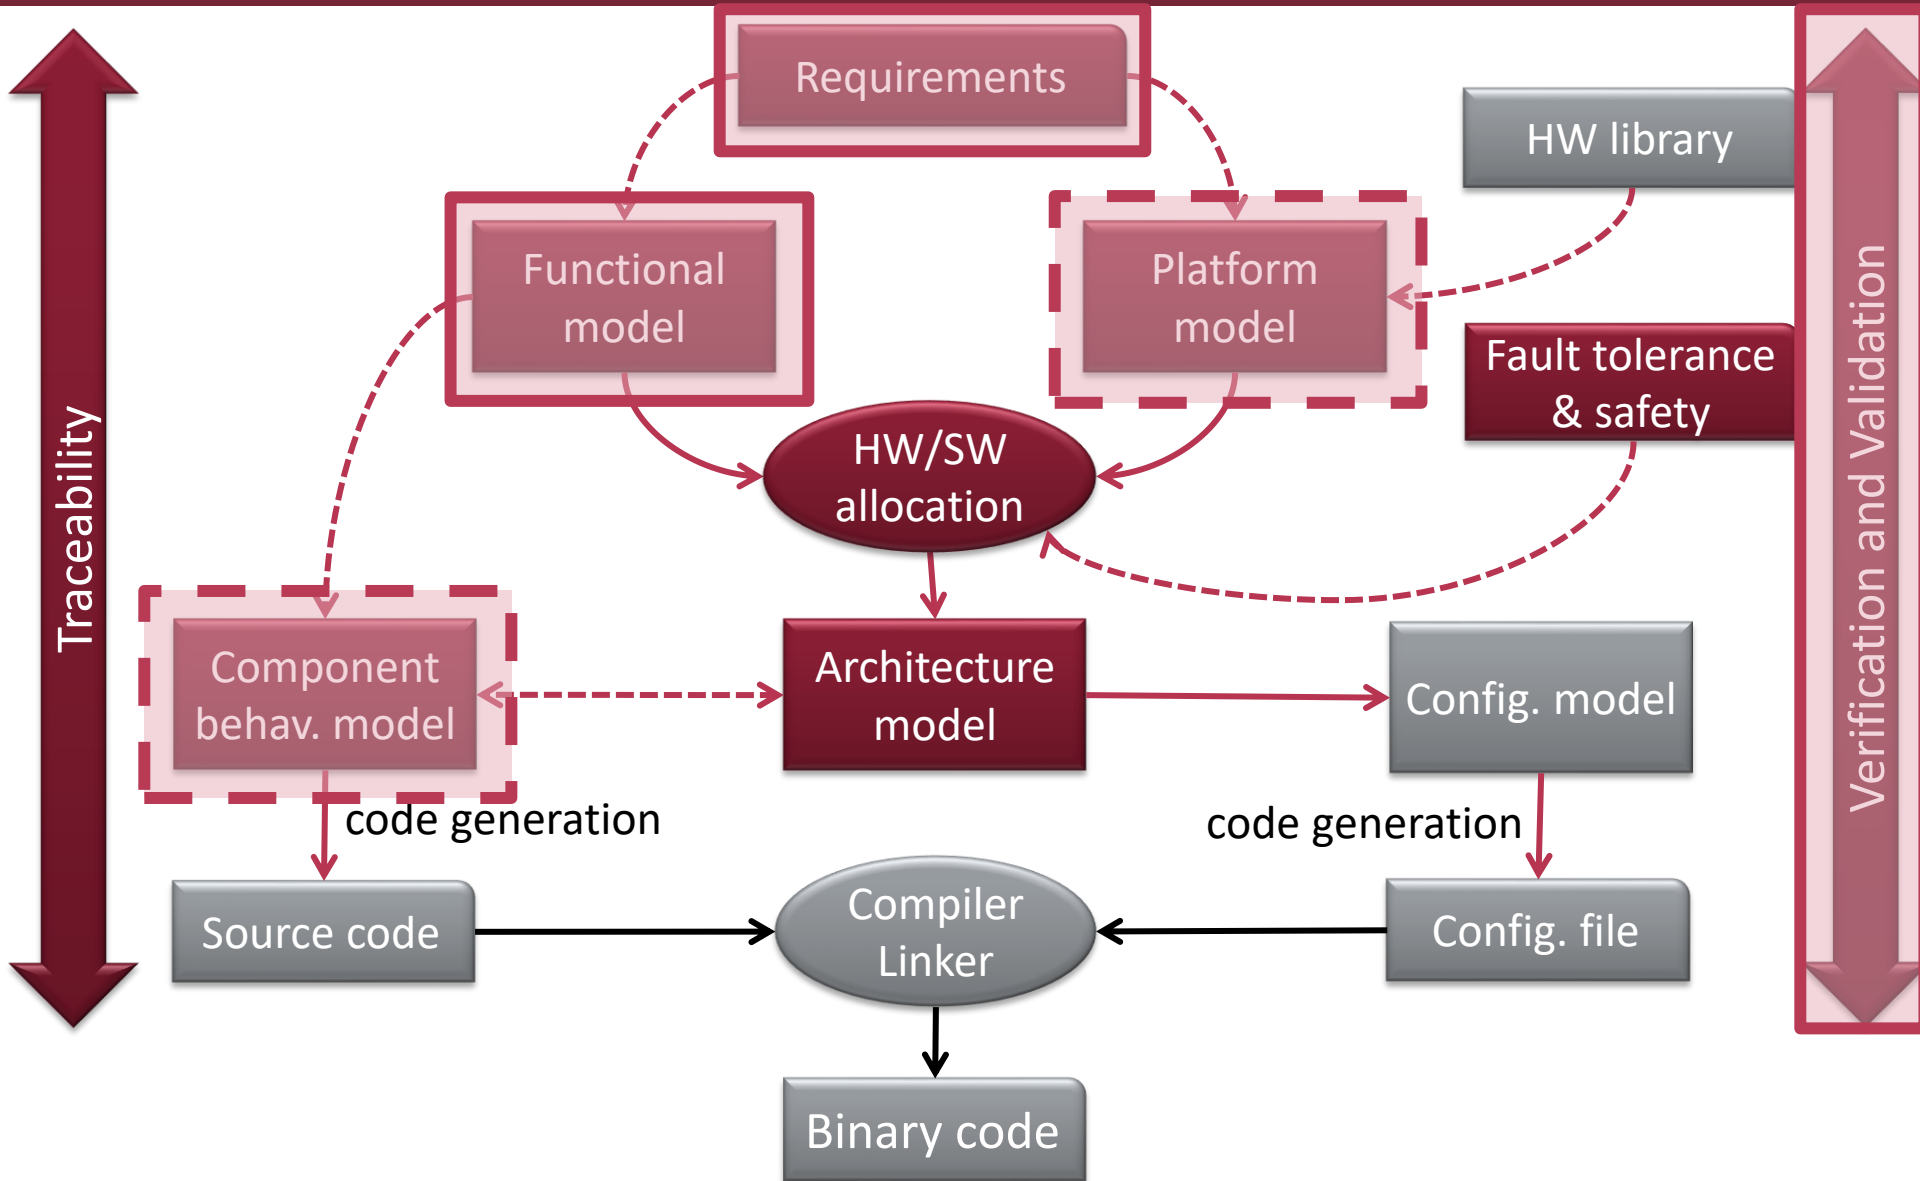 Requirements
HW library
Functional
model
Platform
model
Fault tolerance
& safety
HW/SW
allocation
Traceability
Verification and Validation
Component
behav. model
Architecture
model
Config. model
code generation
code generation
Source code
Compiler
Linker
Config. file
Binary code